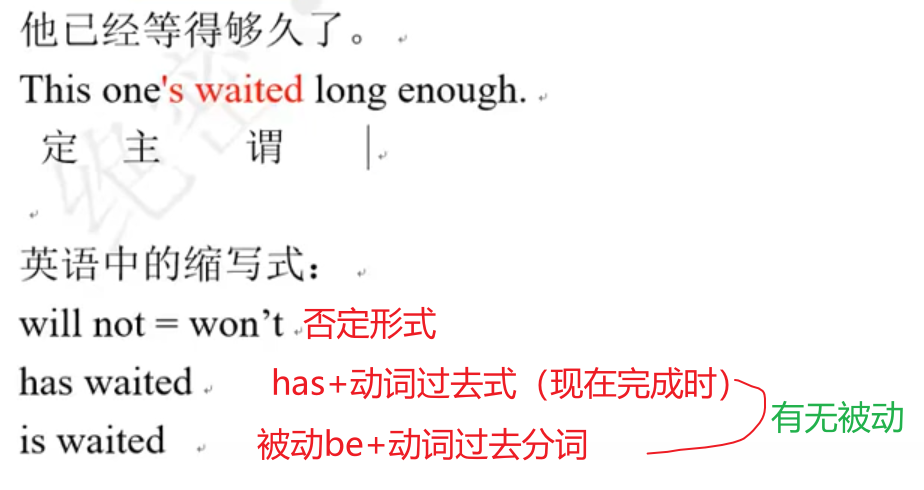 他已经等得够久了。
This one's waited long enough.
定 主 谓
英语中的缩写式：
will not = won’t 否定形式
has waited has+动词过去式（现在完成时）
有无被动
is waited 被动be+动词过去分词